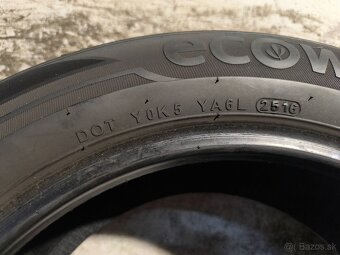 ecow
DOT Y0K5 YA6L 2516
© Bazos.sk